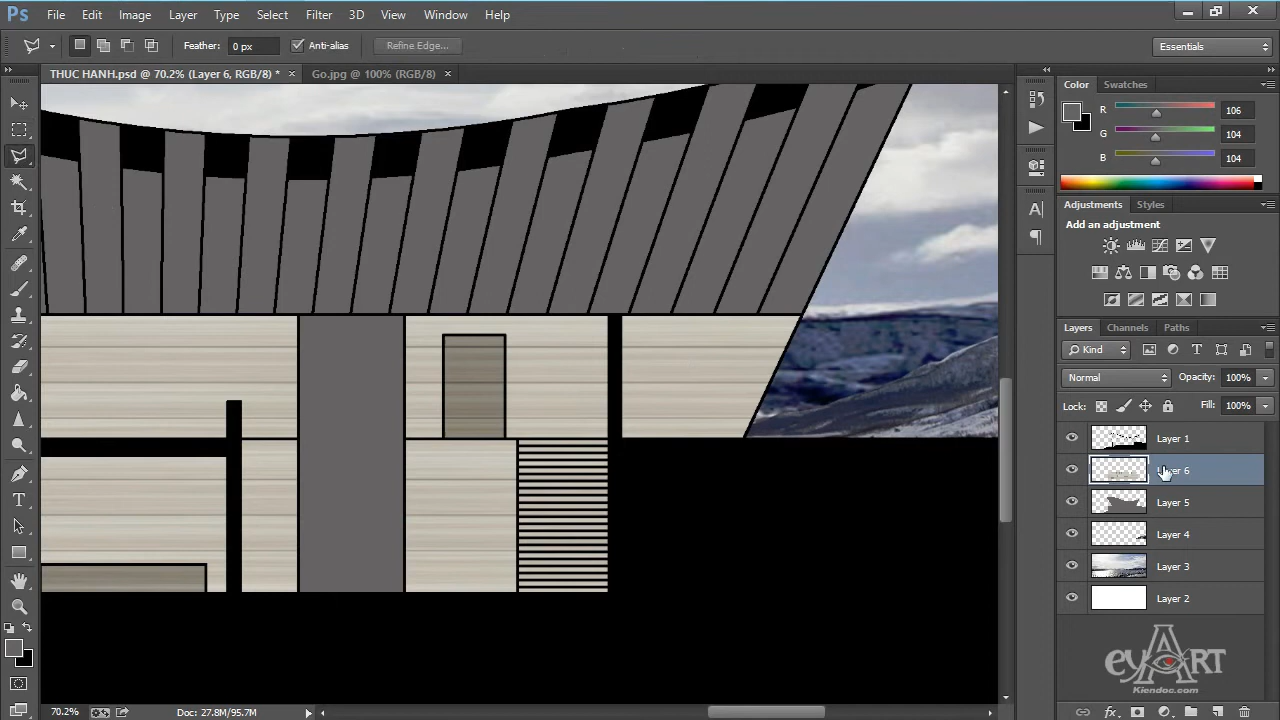 Ps File Edit Image Layer Type Select Filter 3D View Window Help
Feather: 0 px Anti-alias Refine Edge... Essentials
THUC HANH.psd @ 70.2% (Layer 6, RGB/8) * × Go.jpg @ 100% (RGB/8) ×
Color Swatches
R 106
G 104
B 104
Adjustments Styles
Add an adjustment
Layers Channels Paths
Kind
Normal Opacity: 100%
Lock: Fill: 100%
Layer 1
Layer 6
Layer 5
Layer 4
Layer 3
Layer 2
eyART
Kiendoc.com
70.2% Doc: 27.8M/95.7M